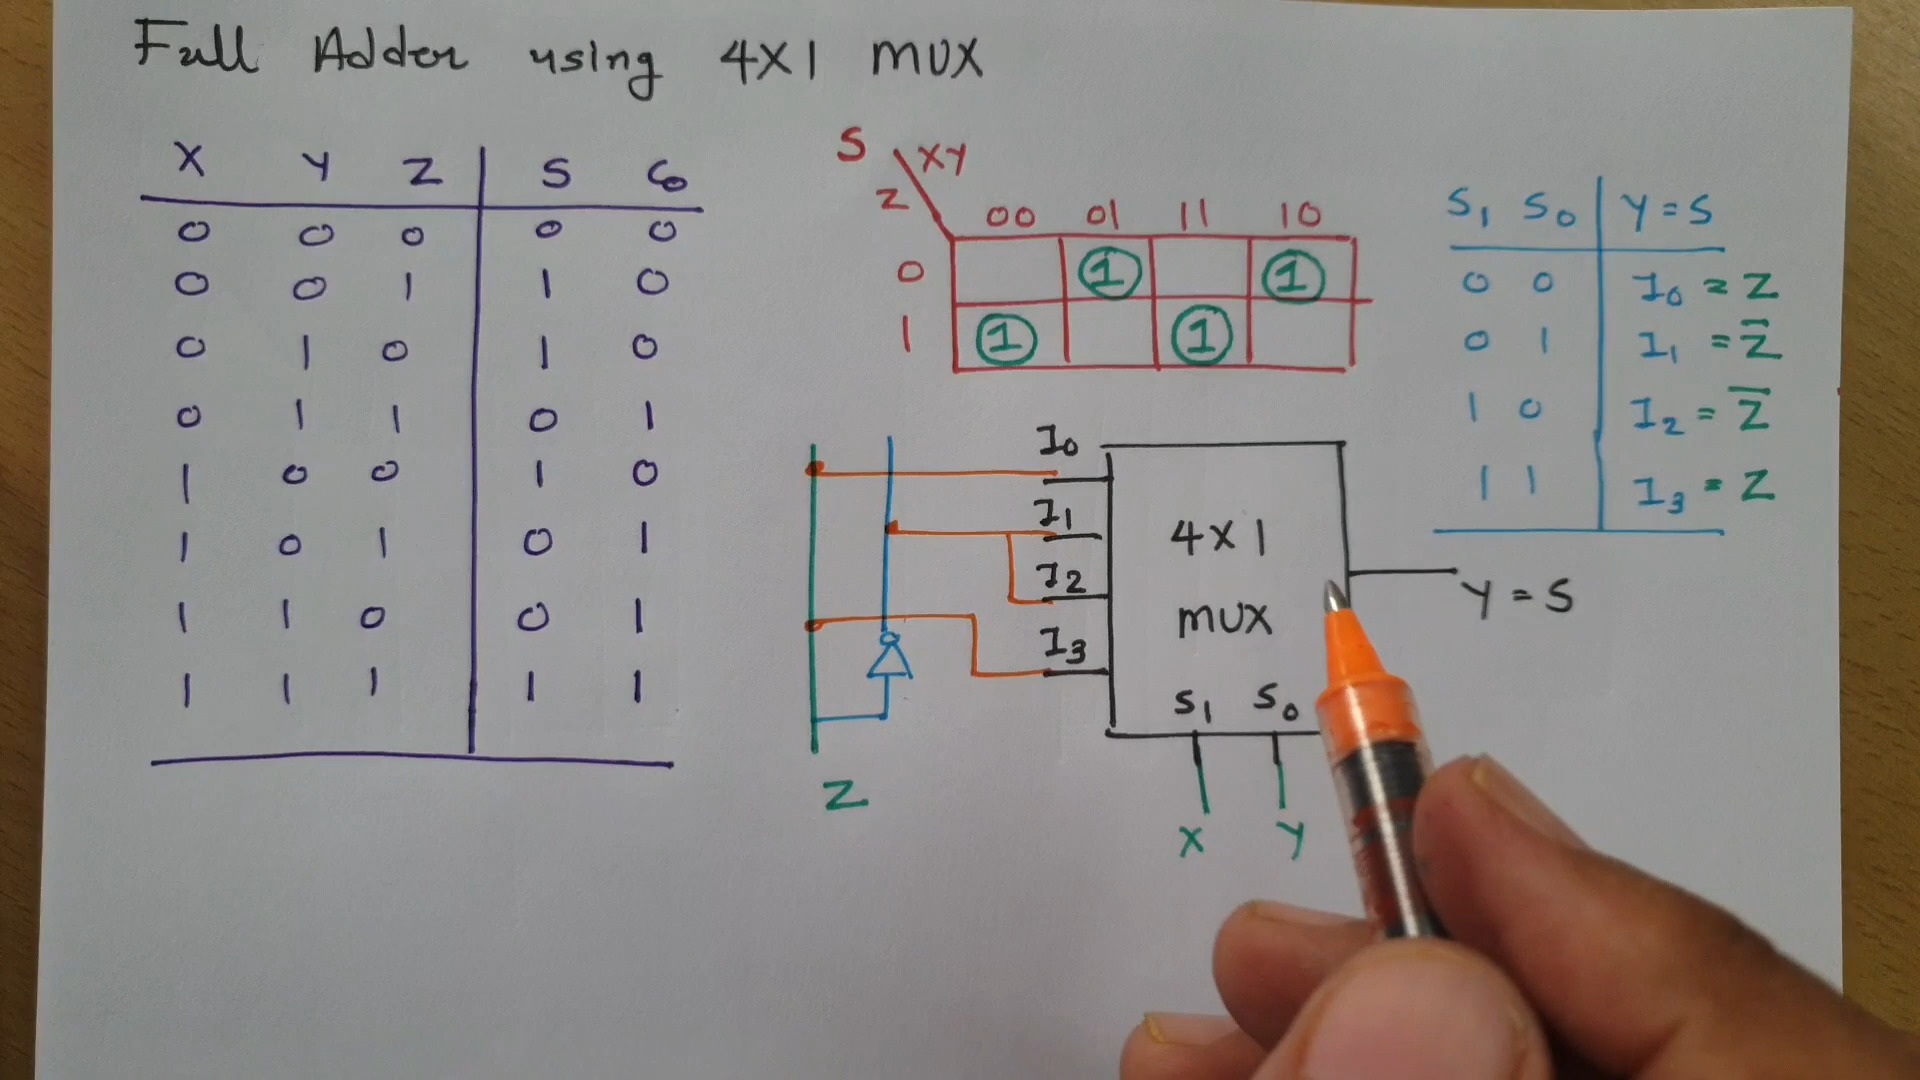 Full Adder using 4X1 MUX
X Y Z S C₀
0 0 0 0 0
0 0 1 1 0
0 1 0 1 0
0 1 1 0 1
1 0 0 1 0
1 0 1 0 1
1 1 0 0 1
1 1 1 1 1
S XY
Z 00 01 11 10
0 1 1
1 1 1
S₁ S₀ Y = S
0 0 I₀ = Z
0 1 I₁ = Z̄
1 0 I₂ = Z̄
1 1 I₃ = Z
I₀
I₁
I₂
I₃
4X1
MUX
S₁ S₀
Y = S
Z
X Y